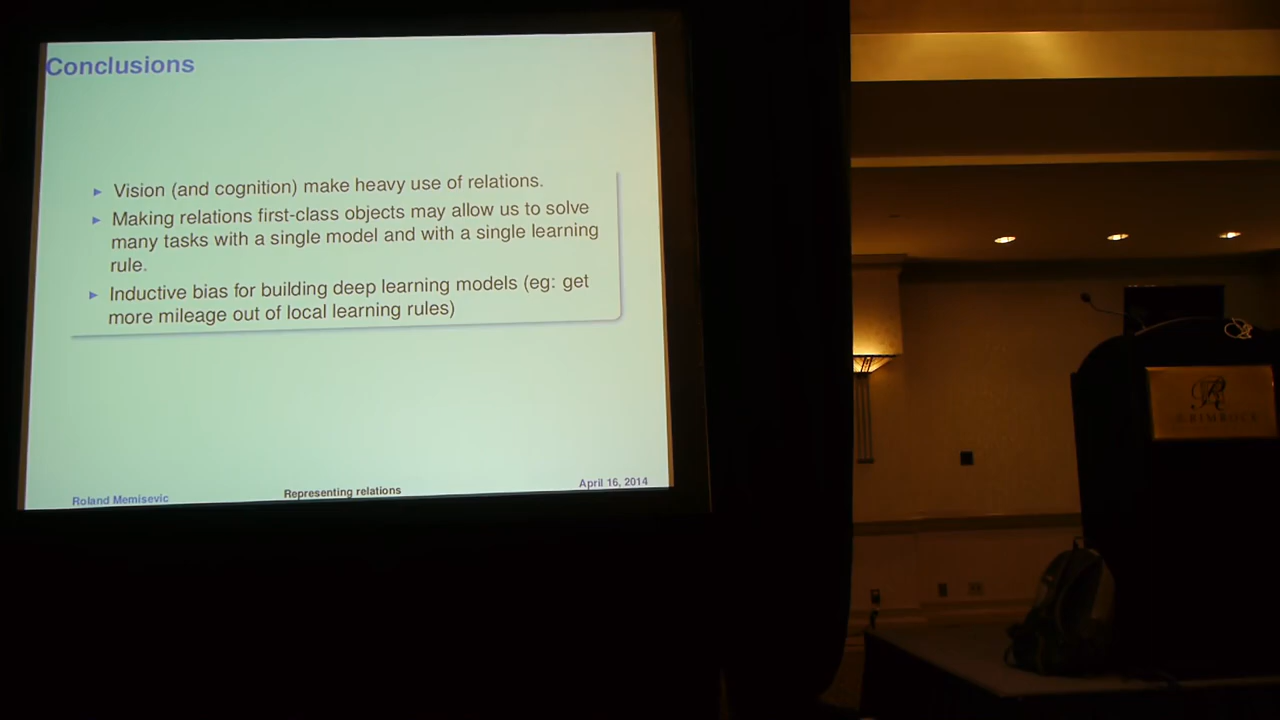 Conclusions
Vision (and cognition) make heavy use of relations.
Making relations first-class objects may allow us to solve
many tasks with a single model and with a single learning
rule.
Inductive bias for building deep learning models (eg: get
more mileage out of local learning rules)
Roland Memisevic
Representing relations
April 16, 2014
R
RIMROCK